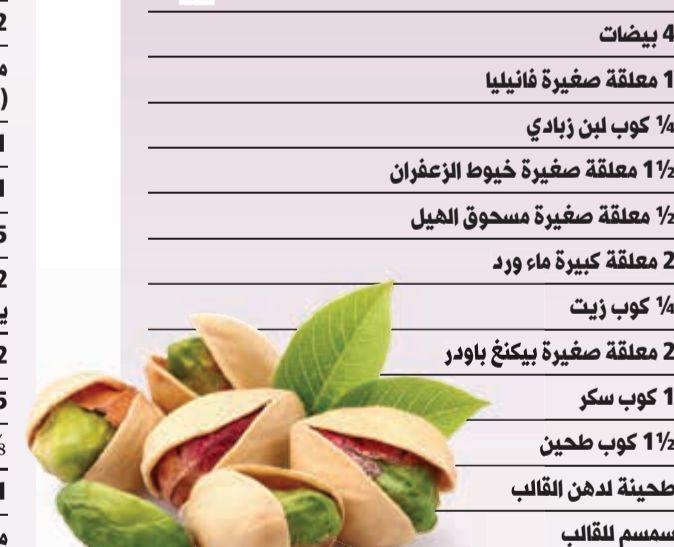 4 بيضات
1 معلقة صغيرة فانيليا
¼ كوب لبن زبادي
1½ معلقة صغيرة خيوط الزعفران
½ معلقة صغيرة مسحوق الهيل
2 معلقة كبيرة ماء ورد
¼ كوب زيت
2 معلقة صغيرة بيكنغ باودر
1 كوب سكر
1½ كوب طحين
طحينة لدهن القالب
سمسم للقالب